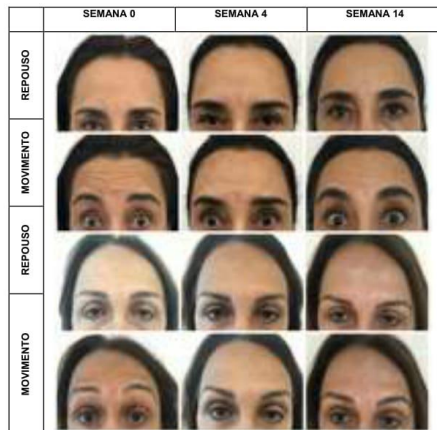 SEMANA 0
SEMANA 4
SEMANA 14
REPOUSO
MOVIMENTO
REPOUSO
MOVIMENTO